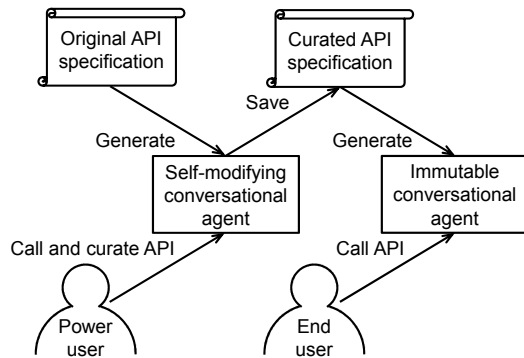 Original API
specification
Curated API
specification
Save
Generate
Generate
Self-modifying
conversational
agent
Immutable
conversational
agent
Call and curate API
Call API
Power
user
End
user